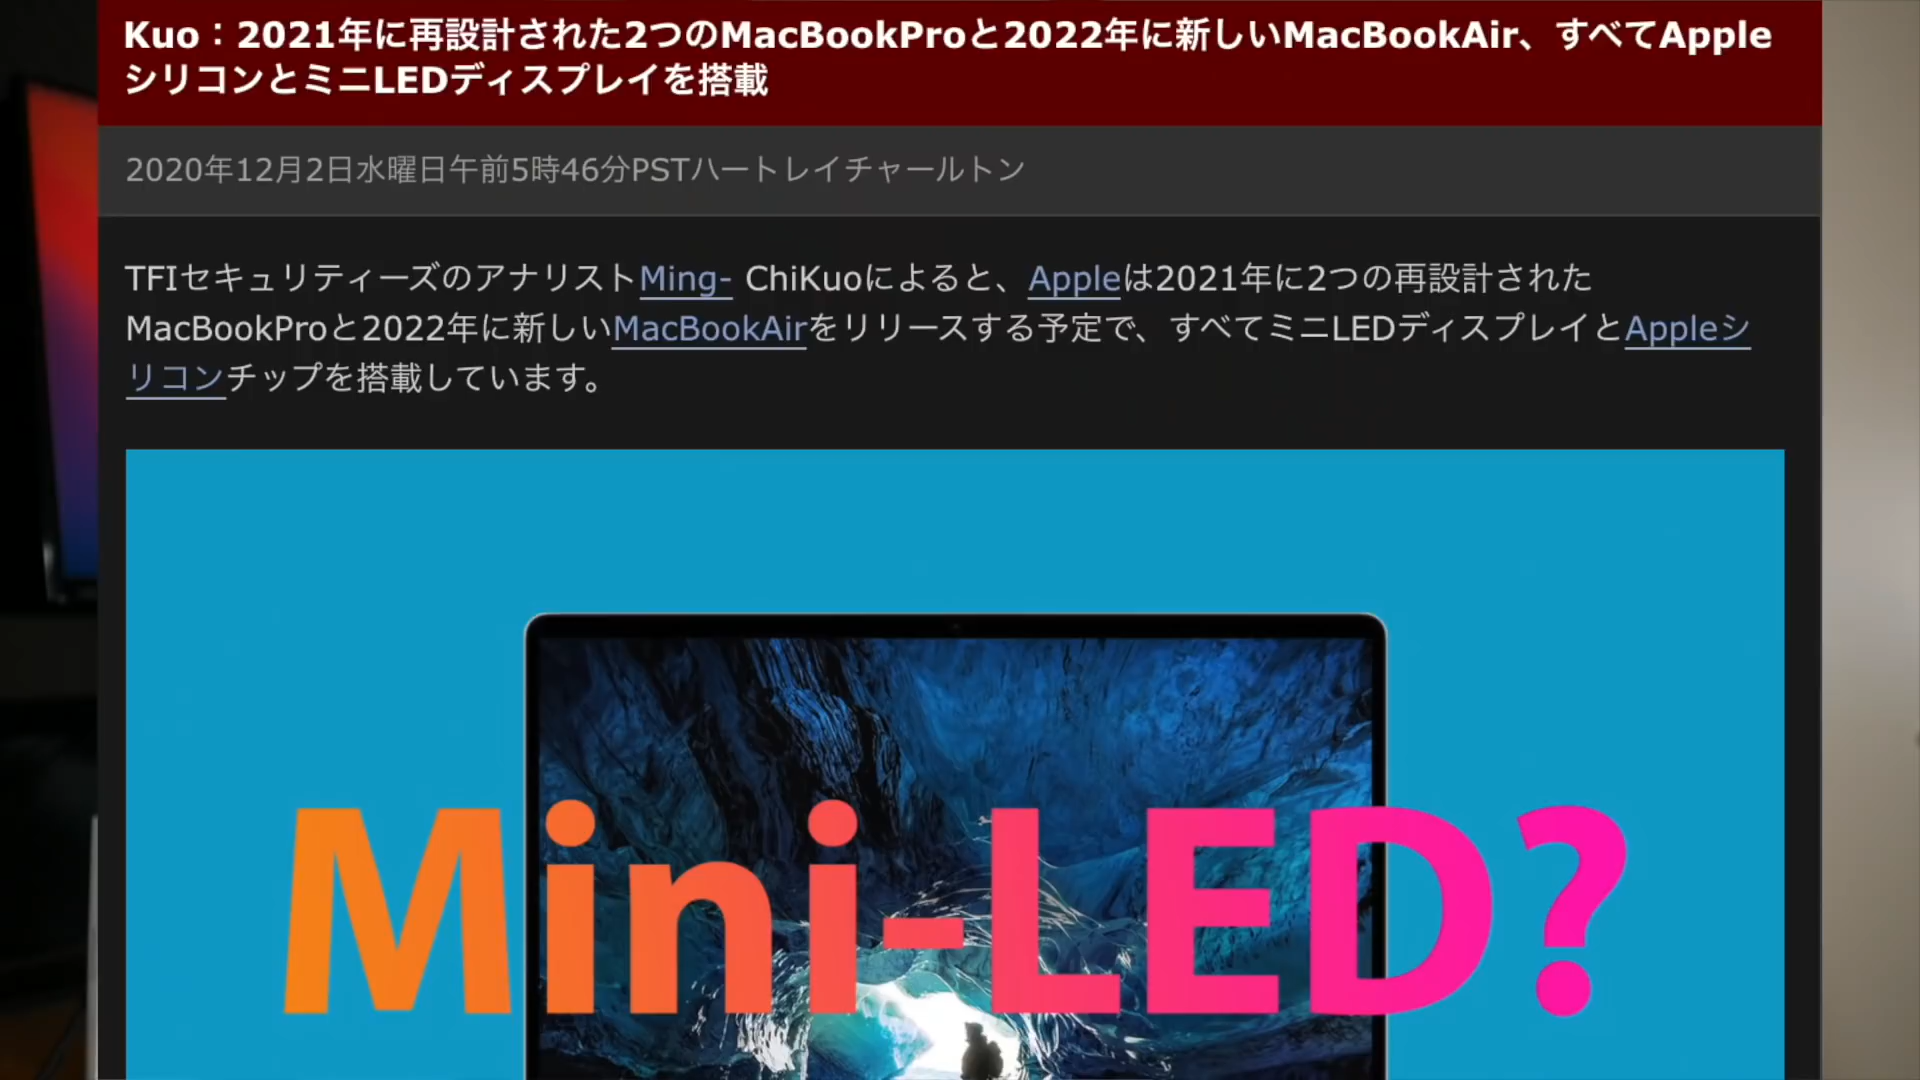 Kuo：2021年に再設計された2つのMacBookProと2022年に新しいMacBookAir、すべてApple
シリコンとミニLEDディスプレイを搭載
2020年12月2日水曜日午前5時46分PSTハートレイチャールトン
TFIセキュリティーズのアナリストMing- ChiKuoによると、Appleは2021年に2つの再設計された
MacBookProと2022年に新しいMacBookAirをリリースする予定で、すべてミニLEDディスプレイとAppleシ
リコンチップを搭載しています。
Mini-LED?